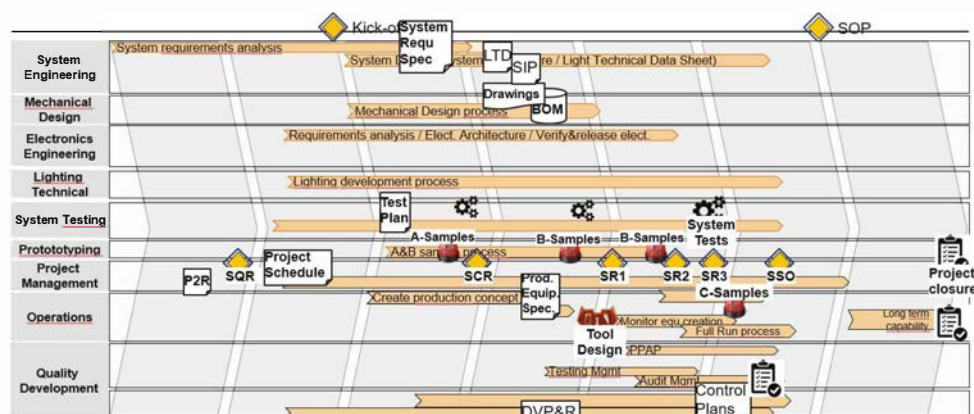 Kick-of
SOP
System
Requ
Spec
System
Engineering
System requirements analysis
System D
ystem
re / Light Technical Data Sheet)
LTD
SIP
Mechanical
Design
Drawings
BOM
Mechanical Design process
Electronics
Engineering
Requirements analysis / Elect. Architecture / Verify&release elect.
Lighting
Technical
Lighting development process
System Testing
Test
Plan
System
Tests
Protototyping
A-Samples
B-Samples
B-Samples
A&B sample process
Project
Management
P2R
SQR
Project
Schedule
SCR
SR1
SR2
SR3
SSO
Project
closure
Operations
Create production concept
Prod.
Equip.
Spec.
C-Samples
Tool
Design
Monitor equ.creation
Full Run process
Long term
capability
Quality
Development
PPAP
Testing Mgmt
Audit Mgmt
Control
Plans
DVP&R